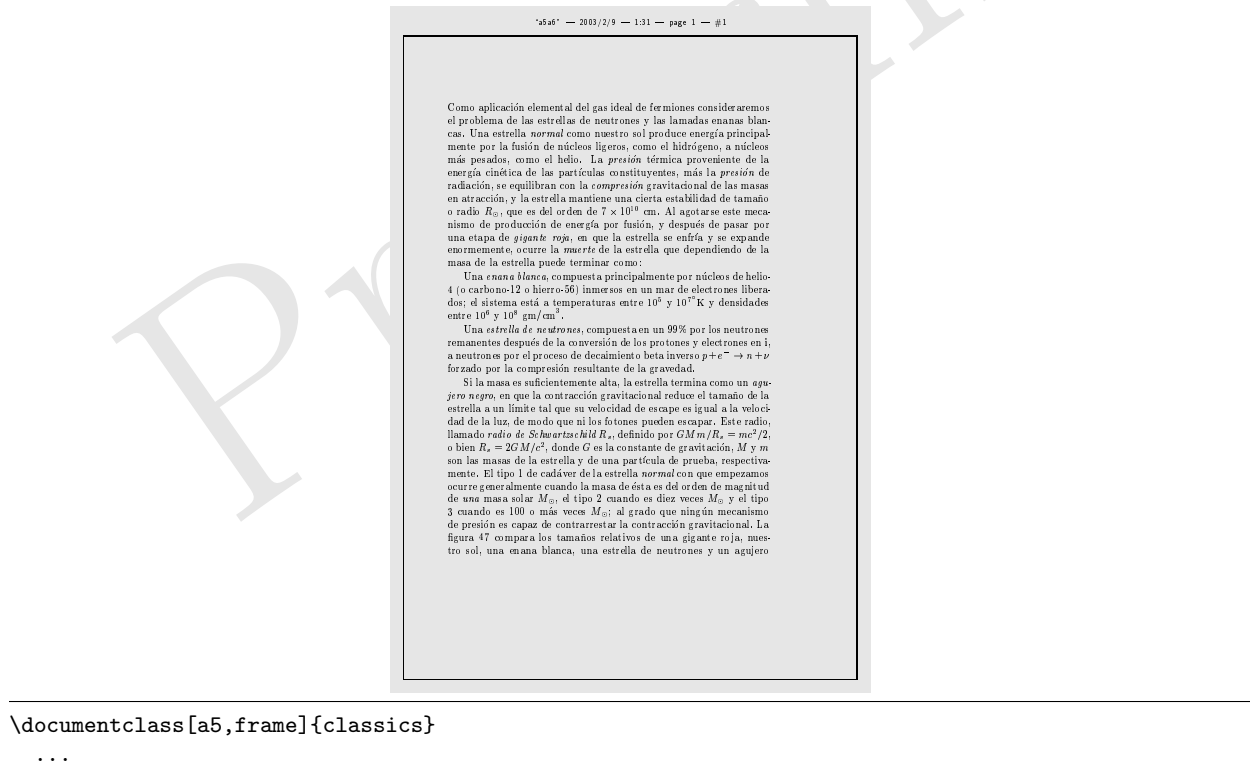 "a5a6" — 2003/2/9 — 1:31 — page 1 — #1
Como aplicación elemental del gas ideal de fermiones consideraremos
el problema de las estrellas de neutrones y las lamadas enanas blan-
cas. Una estrella normal como nuestro sol produce energía principal-
mente por la fusión de núcleos ligeros, como el hidrógeno, a núcleos
más pesados, como el helio. La presión térmica proveniente de la
energía cinética de las partículas constituyentes, más la presión de
radiación, se equilibran con la compresión gravitacional de las masas
en atracción, y la estrella mantiene una cierta estabilidad de tamaño
o radio R☉, que es del orden de 7 × 10¹⁰ cm. Al agotarse este meca-
nismo de producción de energía por fusión, y después de pasar por
una etapa de gigante roja, en que la estrella se enfría y se expande
enormemente, ocurre la muerte de la estrella que dependiendo de la
masa de la estrella puede terminar como:
Una enana blanca, compuesta principalmente por núcleos de helio-
4 (o carbono-12 o hierro-56) inmersos en un mar de electrones libera-
dos; el sistema está a temperaturas entre 10⁵ y 10⁷°K y densidades
entre 10⁶ y 10⁸ gm/cm³.
Una estrella de neutrones, compuesta en un 99% por los neutrones
remanentes después de la conversión de los protones y electrones en i,
a neutrones por el proceso de decaimiento beta inverso p+e⁻ → n+ν
forzado por la compresión resultante de la gravedad.
Si la masa es suficientemente alta, la estrella termina como un agu-
jero negro, en que la contracción gravitacional reduce el tamaño de la
estrella a un límite tal que su velocidad de escape es igual a la veloci-
dad de la luz, de modo que ni los fotones pueden escapar. Este radio,
llamado radio de Schwartzschild Rₛ, definido por GMm/Rₛ = mc²/2,
o bien Rₛ = 2GM/c², donde G es la constante de gravitación, M y m
son las masas de la estrella y de una partícula de prueba, respectiva-
mente. El tipo 1 de cadáver de la estrella normal con que empezamos
ocurre generalmente cuando la masa de ésta es del orden de magnitud
de una masa solar M☉, el tipo 2 cuando es diez veces M☉ y el tipo
3 cuando es 100 o más veces M☉; al grado que ningún mecanismo
de presión es capaz de contrarrestar la contracción gravitacional. La
figura 47 compara los tamaños relativos de una gigante roja, nues-
tro sol, una enana blanca, una estrella de neutrones y un agujero
\documentclass[a5,frame]{classics}
...